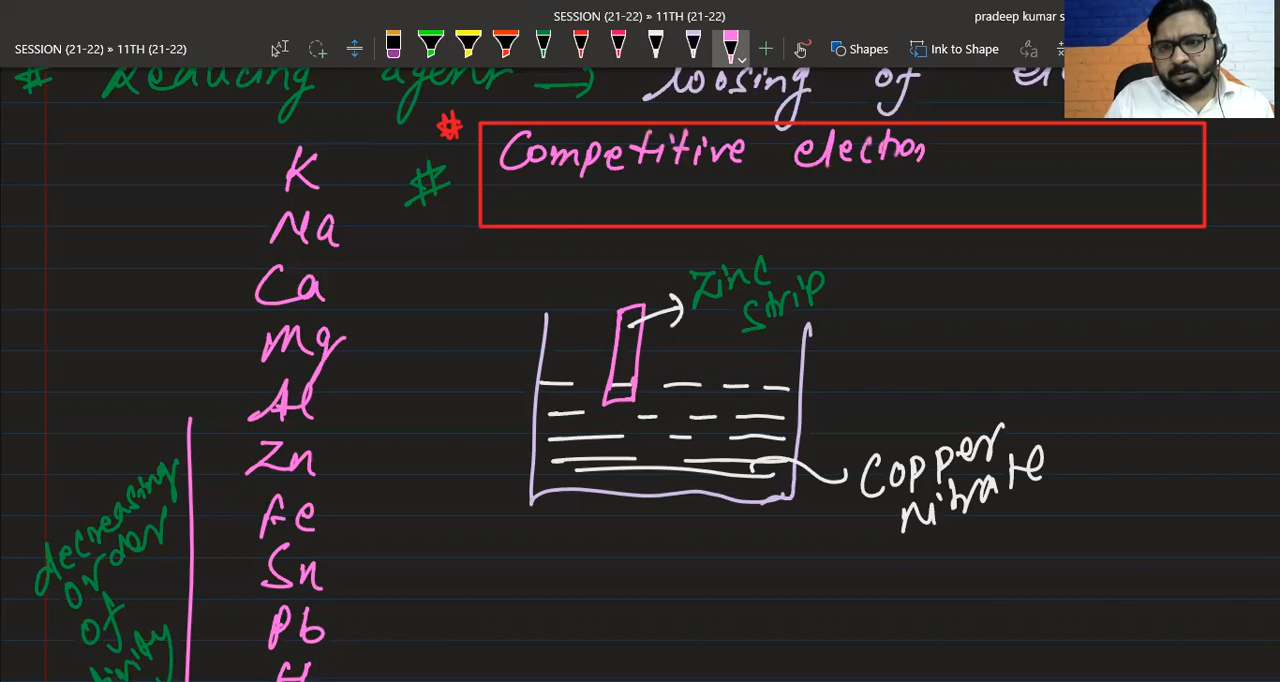 SESSION (21-22) » 11TH (21-22)
pradeep kumar s
SESSION (21-22) » 11TH (21-22)
Shapes
Ink to Shape
# Reducing agent → loosing of
# Competitive electron
#
K
Na
Ca
Mg
Al
Zn
Fe
Sn
Pb
H
Zinc
strip
Copper
nitrate
decreasing
order
of